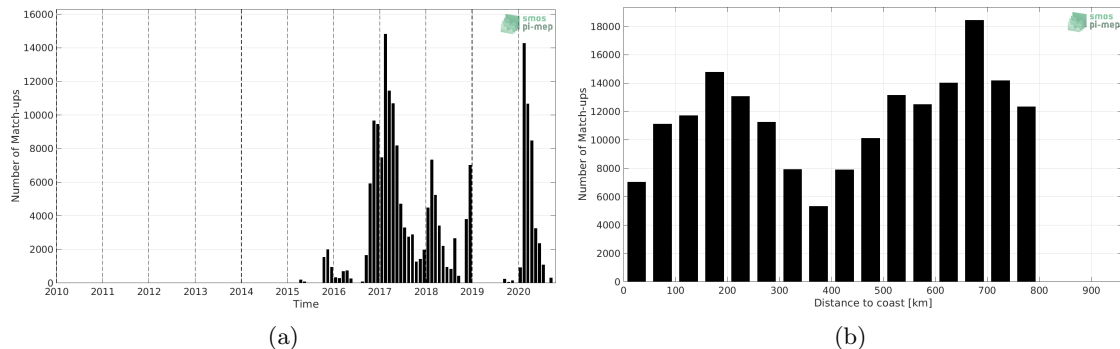 smos
pi-mep
Number of Match-ups
16000
14000
12000
10000
8000
6000
4000
2000
0
2010 2011 2012 2013 2014 2015 2016 2017 2018 2019 2020
Time
(a)
smos
pi-mep
Number of Match-ups
18000
16000
14000
12000
10000
8000
6000
4000
2000
0
0 100 200 300 400 500 600 700 800 900
Distance to coast [km]
(b)